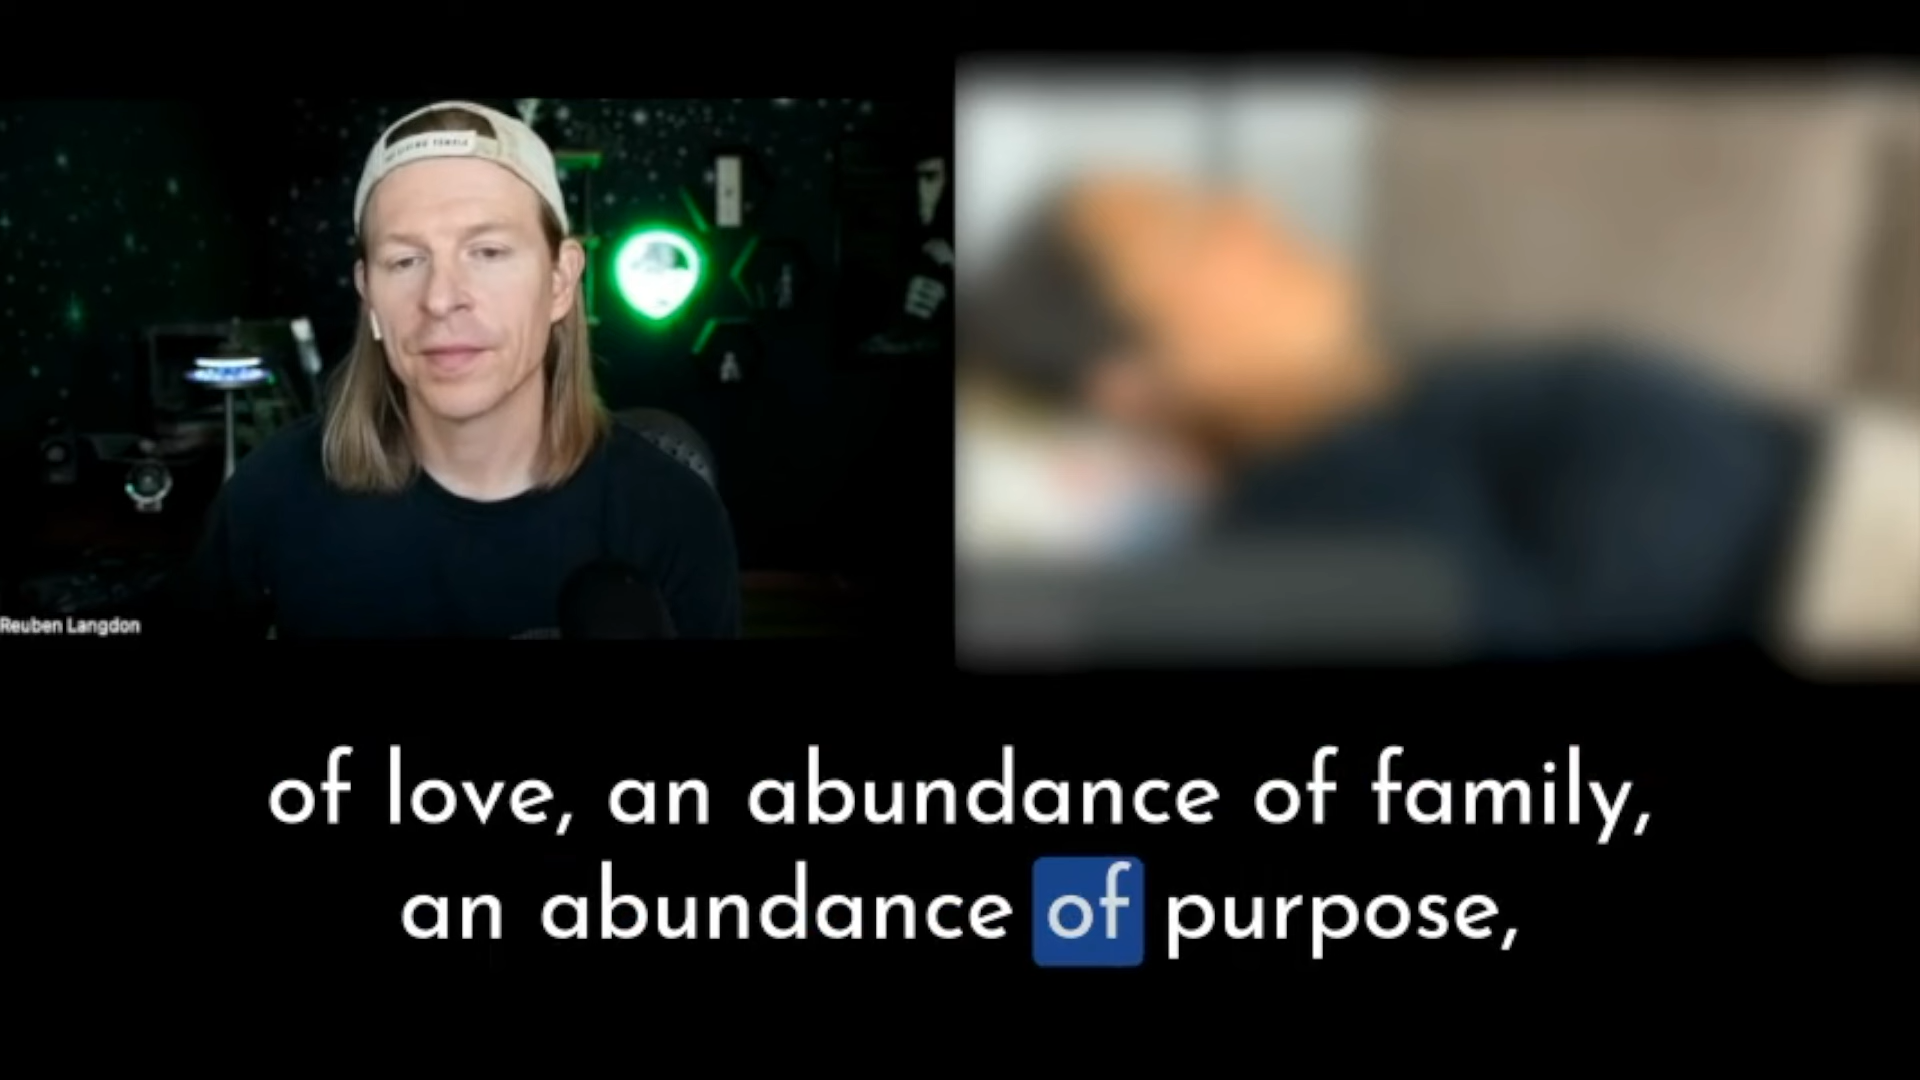 Reuben Langdon
of love, an abundance of family,
an abundance of purpose,